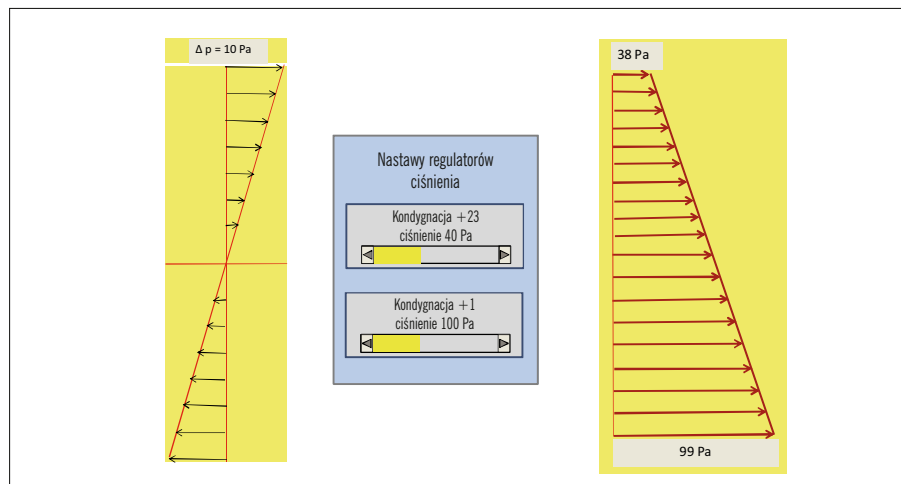 Δ p = 10 Pa
38 Pa
Nastawy regulatorów
ciśnienia
Kondygnacja +23
ciśnienie 40 Pa
Kondygnacja +1
ciśnienie 100 Pa
99 Pa